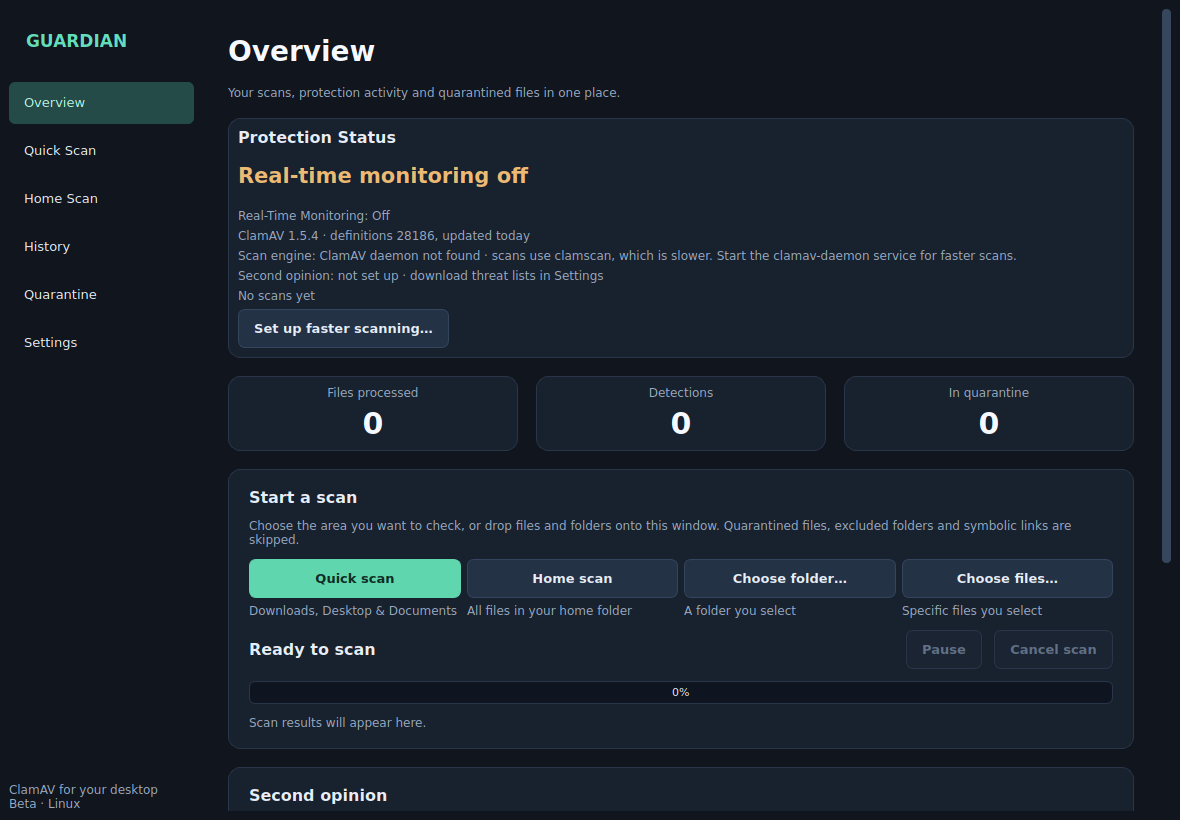 GUARDIAN
Overview
Quick Scan
Home Scan
History
Quarantine
Settings
ClamAV for your desktop
Beta · Linux
Overview
Your scans, protection activity and quarantined files in one place.
Protection Status
Real-time monitoring off
Real-Time Monitoring: Off
ClamAV 1.5.4 · definitions 28186, updated today
Scan engine: ClamAV daemon not found · scans use clamscan, which is slower. Start the clamav-daemon service for faster scans.
Second opinion: not set up · download threat lists in Settings
No scans yet
Set up faster scanning…
Files processed
0
Detections
0
In quarantine
0
Start a scan
Choose the area you want to check, or drop files and folders onto this window. Quarantined files, excluded folders and symbolic links are
skipped.
Quick scan
Home scan
Choose folder…
Choose files…
Downloads, Desktop & Documents
All files in your home folder
A folder you select
Specific files you select
Ready to scan
Pause
Cancel scan
0%
Scan results will appear here.
Second opinion